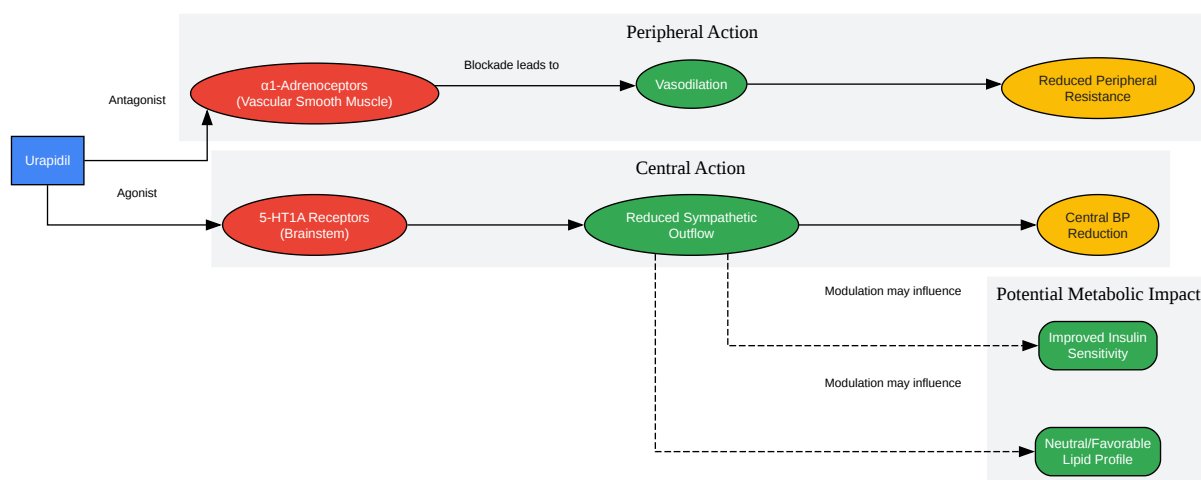 Peripheral Action
α1-Adrenoceptors
(Vascular Smooth Muscle)
Blockade leads to
Vasodilation
Reduced Peripheral
Resistance
Antagonist
Urapidil
Agonist
Central Action
5-HT1A Receptors
(Brainstem)
Reduced Sympathetic
Outflow
Central BP
Reduction
Modulation may influence
Potential Metabolic Impact
Improved Insulin
Sensitivity
Modulation may influence
Neutral/Favorable
Lipid Profile